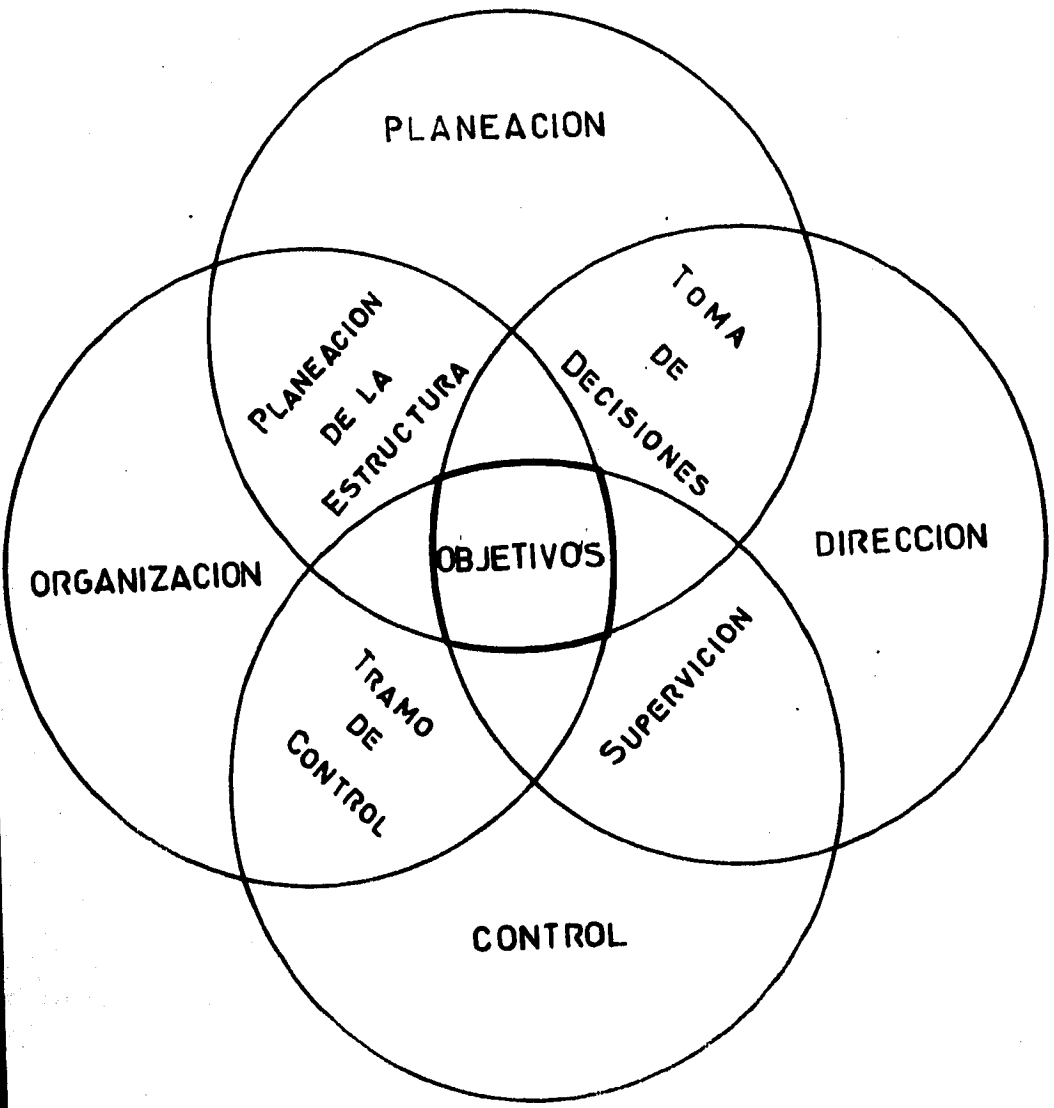 PLANEACION
TOMA
DE
DECISIONES
PLANEACION
DE LA
ESTRUCTURA
OBJETIVOS
DIRECCION
ORGANIZACION
TRAMO
DE
CONTROL
SUPERVICION
CONTROL